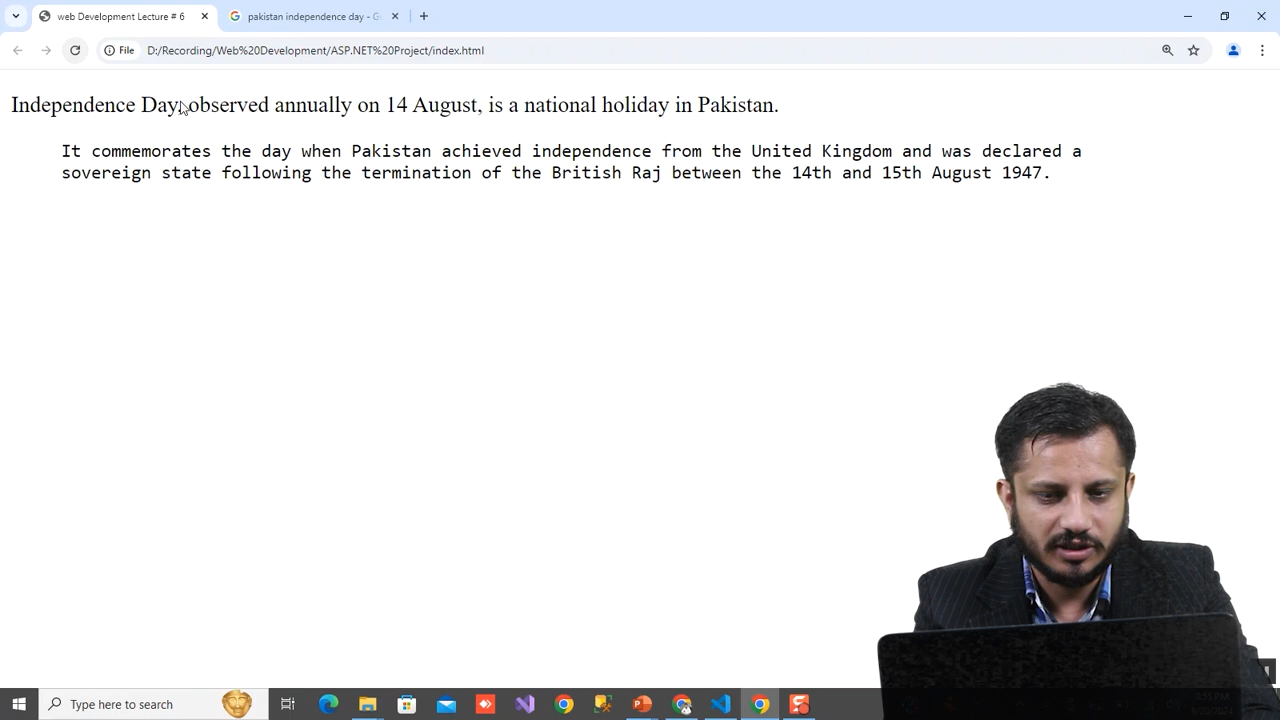 web Development Lecture # 6
pakistan independence day - G
File
D:/Recording/Web%20Development/ASP.NET%20Project/index.html
Independence Day, observed annually on 14 August, is a national holiday in Pakistan.
It commemorates the day when Pakistan achieved independence from the United Kingdom and was declared a
sovereign state following the termination of the British Raj between the 14th and 15th August 1947.
Type here to search